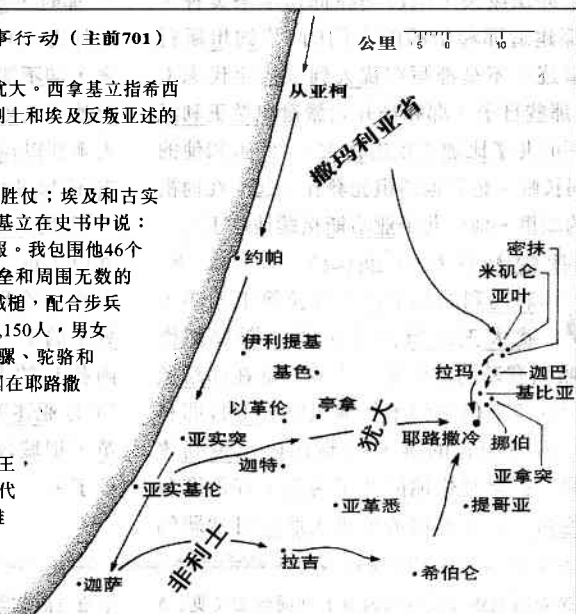 事行动（主前701）
犹大。西拿基立指希西
刂士和埃及反叛亚述的
胜仗；埃及和古实
基立在史书中说：
服。我包围他46个
垒和周围无数的
城槌，配合步兵
,150人，男女
骡、驼骆和
在耶路撒
王，
代
公里 5 0 10
从亚柯
撒玛利亚省
约帕
密抹
米矶仑
亚叶
伊利提基
基色
拉玛
迦巴
基比亚
以革伦
亭拿
犹大
耶路撒冷
挪伯
亚实突
迦特
亚拿突
亚实基伦
亚革悉
提哥亚
非利士
拉吉
迦萨
希伯仑